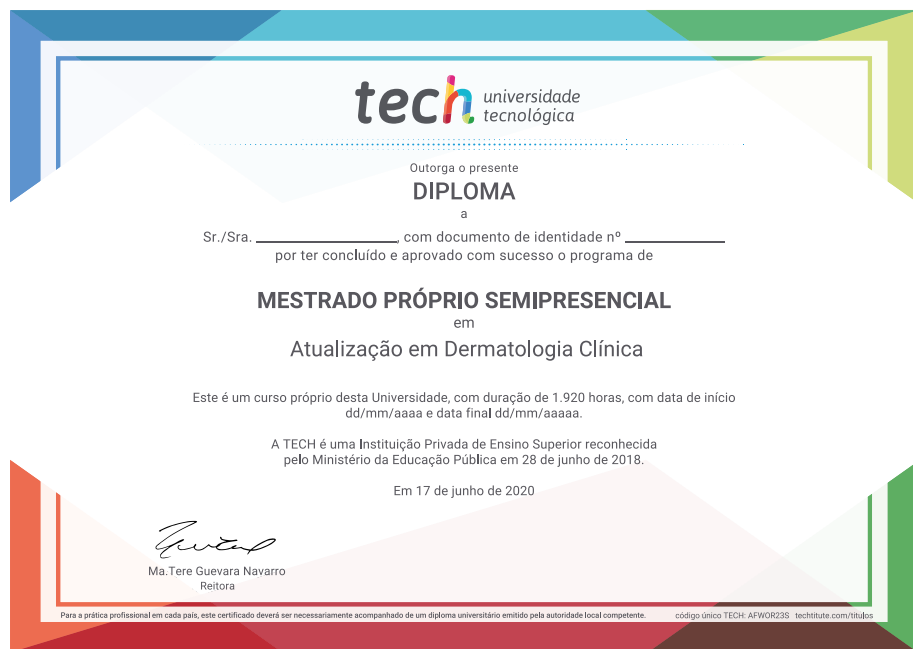 tech universidade
tecnológica
Outorga o presente
DIPLOMA
a
Sr./Sra. ____________________, com documento de identidade nº ______________
por ter concluído e aprovado com sucesso o programa de
MESTRADO PRÓPRIO SEMIPRESENCIAL
em
Atualização em Dermatologia Clínica
Este é um curso próprio desta Universidade, com duração de 1.920 horas, com data de início
dd/mm/aaaa e data final dd/mm/aaaaa.
A TECH é uma Instituição Privada de Ensino Superior reconhecida
pelo Ministério da Educação Pública em 28 de junho de 2018.
Em 17 de junho de 2020
Ma.Tere Guevara Navarro
Reitora
Para a prática profissional em cada país, este certificado deverá ser necessariamente acompanhado de um diploma universitário emitido pela autoridade local competente. código único TECH: AFWOR23S techtitute.com/titulos